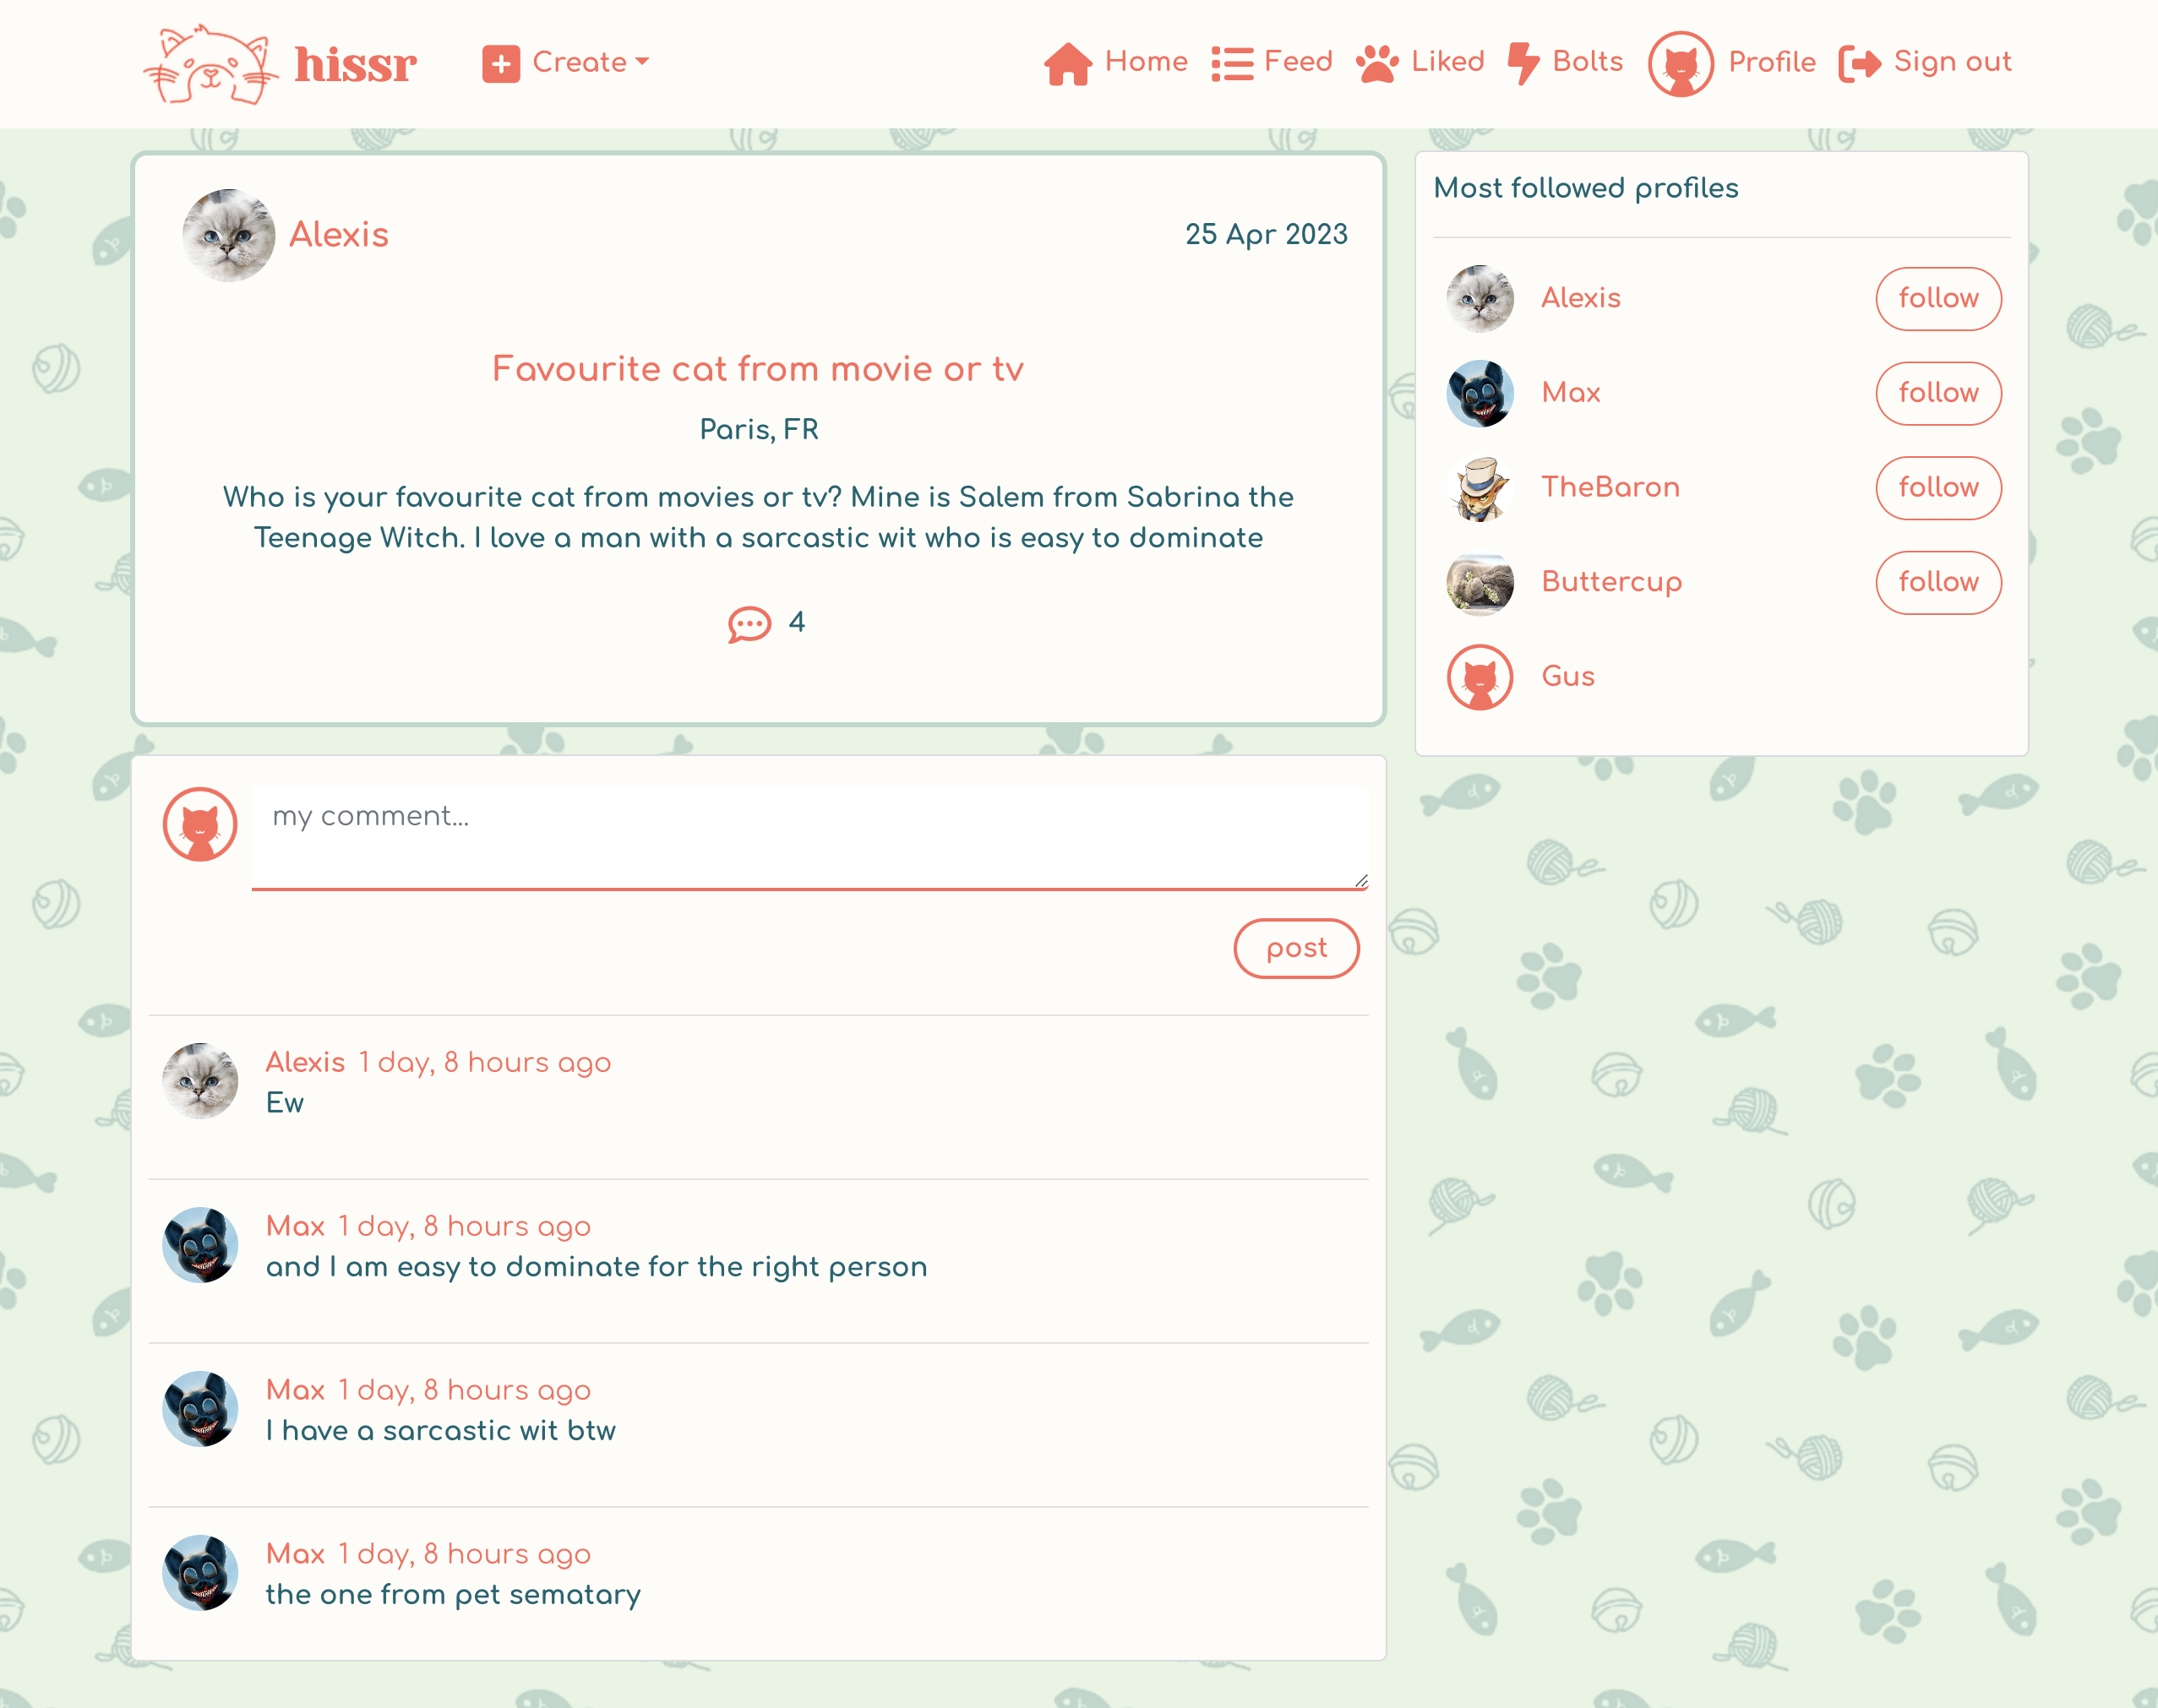 hissr
Create
Home
Feed
Liked
Bolts
Profile
Sign out
Alexis
25 Apr 2023
Favourite cat from movie or tv
Paris, FR
Who is your favourite cat from movies or tv? Mine is Salem from Sabrina the
Teenage Witch. I love a man with a sarcastic wit who is easy to dominate
4
my comment...
post
Alexis 1 day, 8 hours ago
Ew
Max 1 day, 8 hours ago
and I am easy to dominate for the right person
Max 1 day, 8 hours ago
I have a sarcastic wit btw
Max 1 day, 8 hours ago
the one from pet sematary
Most followed profiles
Alexis
follow
Max
follow
TheBaron
follow
Buttercup
follow
Gus